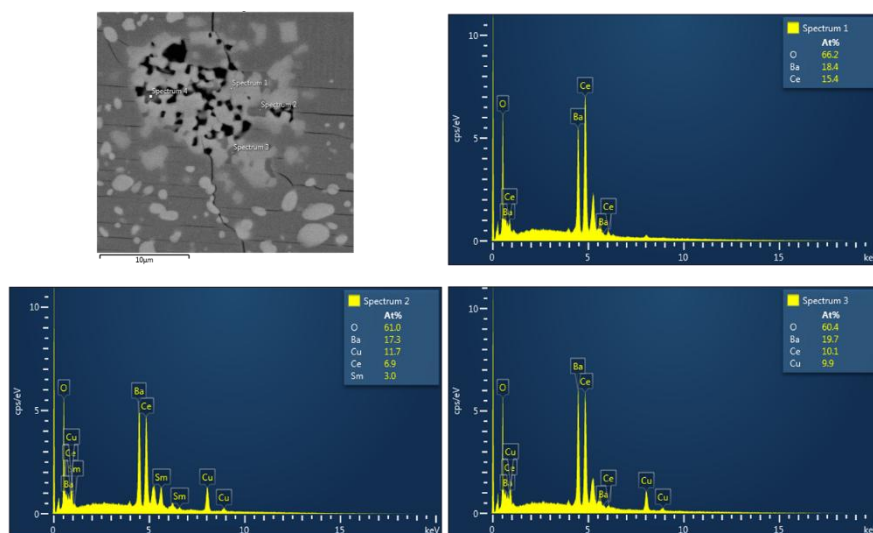 Spectrum 1
Spectrum 4
Spectrum 2
Spectrum 3
10µm
Spectrum 1
At%
O 66.2
Ba 18.4
Ce 15.4
cps/eV
10
5
0
O
Ce
Ba
Ba
Ce
Ba
Ce
0
5
10
15
ke
Spectrum 2
At%
O 61.0
Ba 17.3
Cu 11.7
Ce 6.9
Sm 3.0
cps/eV
10
5
0
O
Cu
Ce
m
Ba
Ba
Ce
Sm
Sm
Cu
Cu
0
5
10
15
keV
Spectrum 3
At%
O 60.4
Ba 19.7
Ce 10.1
Cu 9.9
cps/eV
10
5
0
O
Cu
Ce
Ba
Ba
Ce
Ce
Ba
Cu
Cu
0
5
10
15
ke